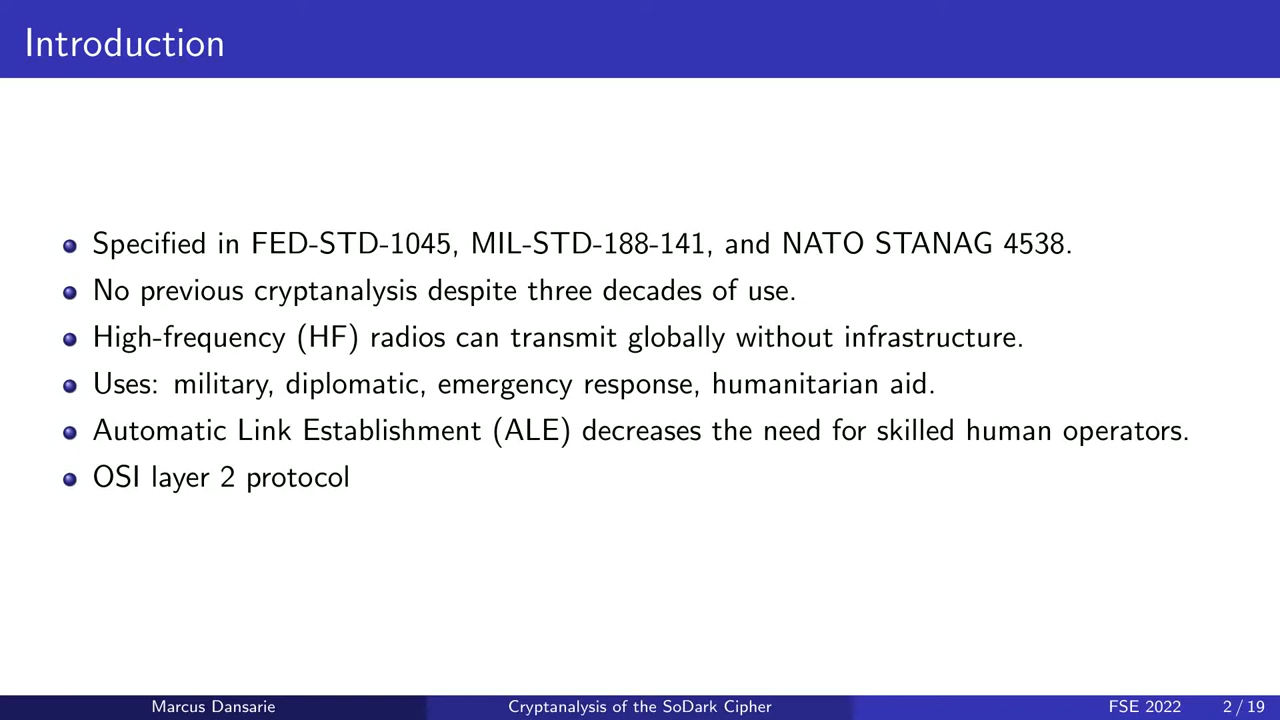 Introduction
Specified in FED-STD-1045, MIL-STD-188-141, and NATO STANAG 4538.
No previous cryptanalysis despite three decades of use.
High-frequency (HF) radios can transmit globally without infrastructure.
Uses: military, diplomatic, emergency response, humanitarian aid.
Automatic Link Establishment (ALE) decreases the need for skilled human operators.
OSI layer 2 protocol
Marcus Dansarie Cryptanalysis of the SoDark Cipher FSE 2022 2 / 19